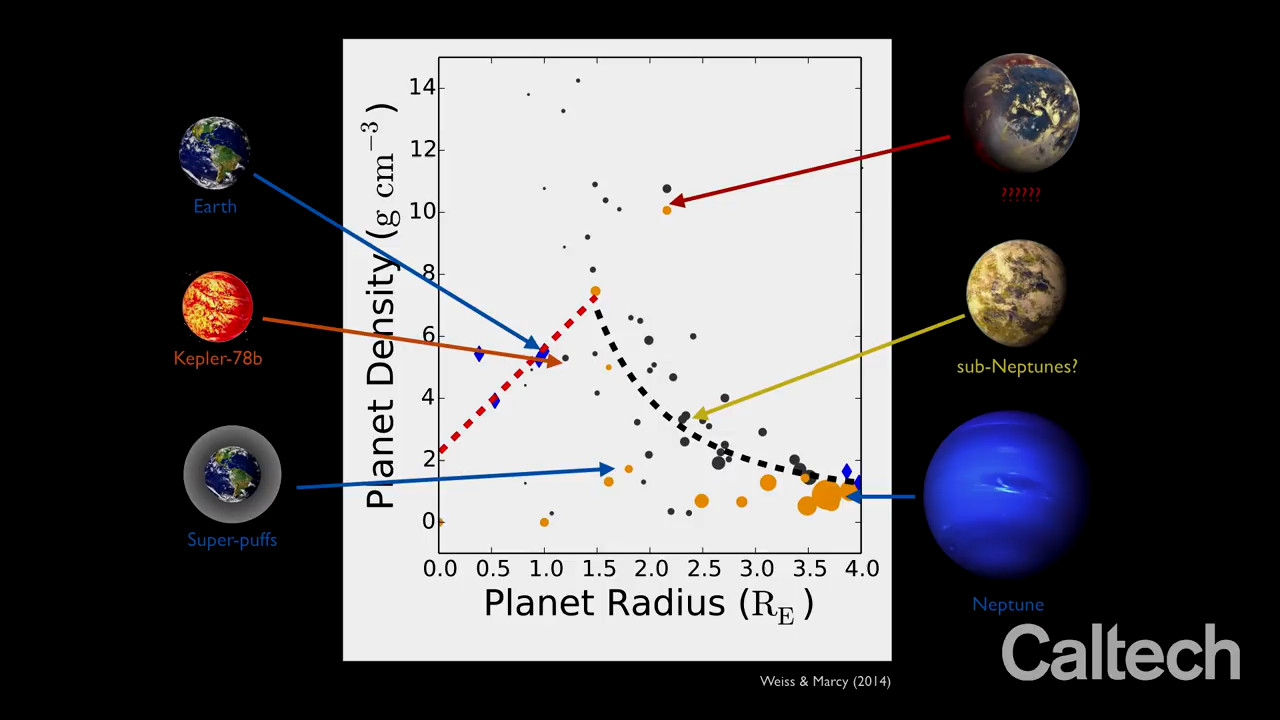 Earth
Kepler-78b
Super-puffs
Planet Density (g cm⁻³)
14
12
10
8
6
4
2
0
0.0 0.5 1.0 1.5 2.0 2.5 3.0 3.5 4.0
Planet Radius (R_E)
??????
sub-Neptunes?
Neptune
Caltech
Weiss & Marcy (2014)